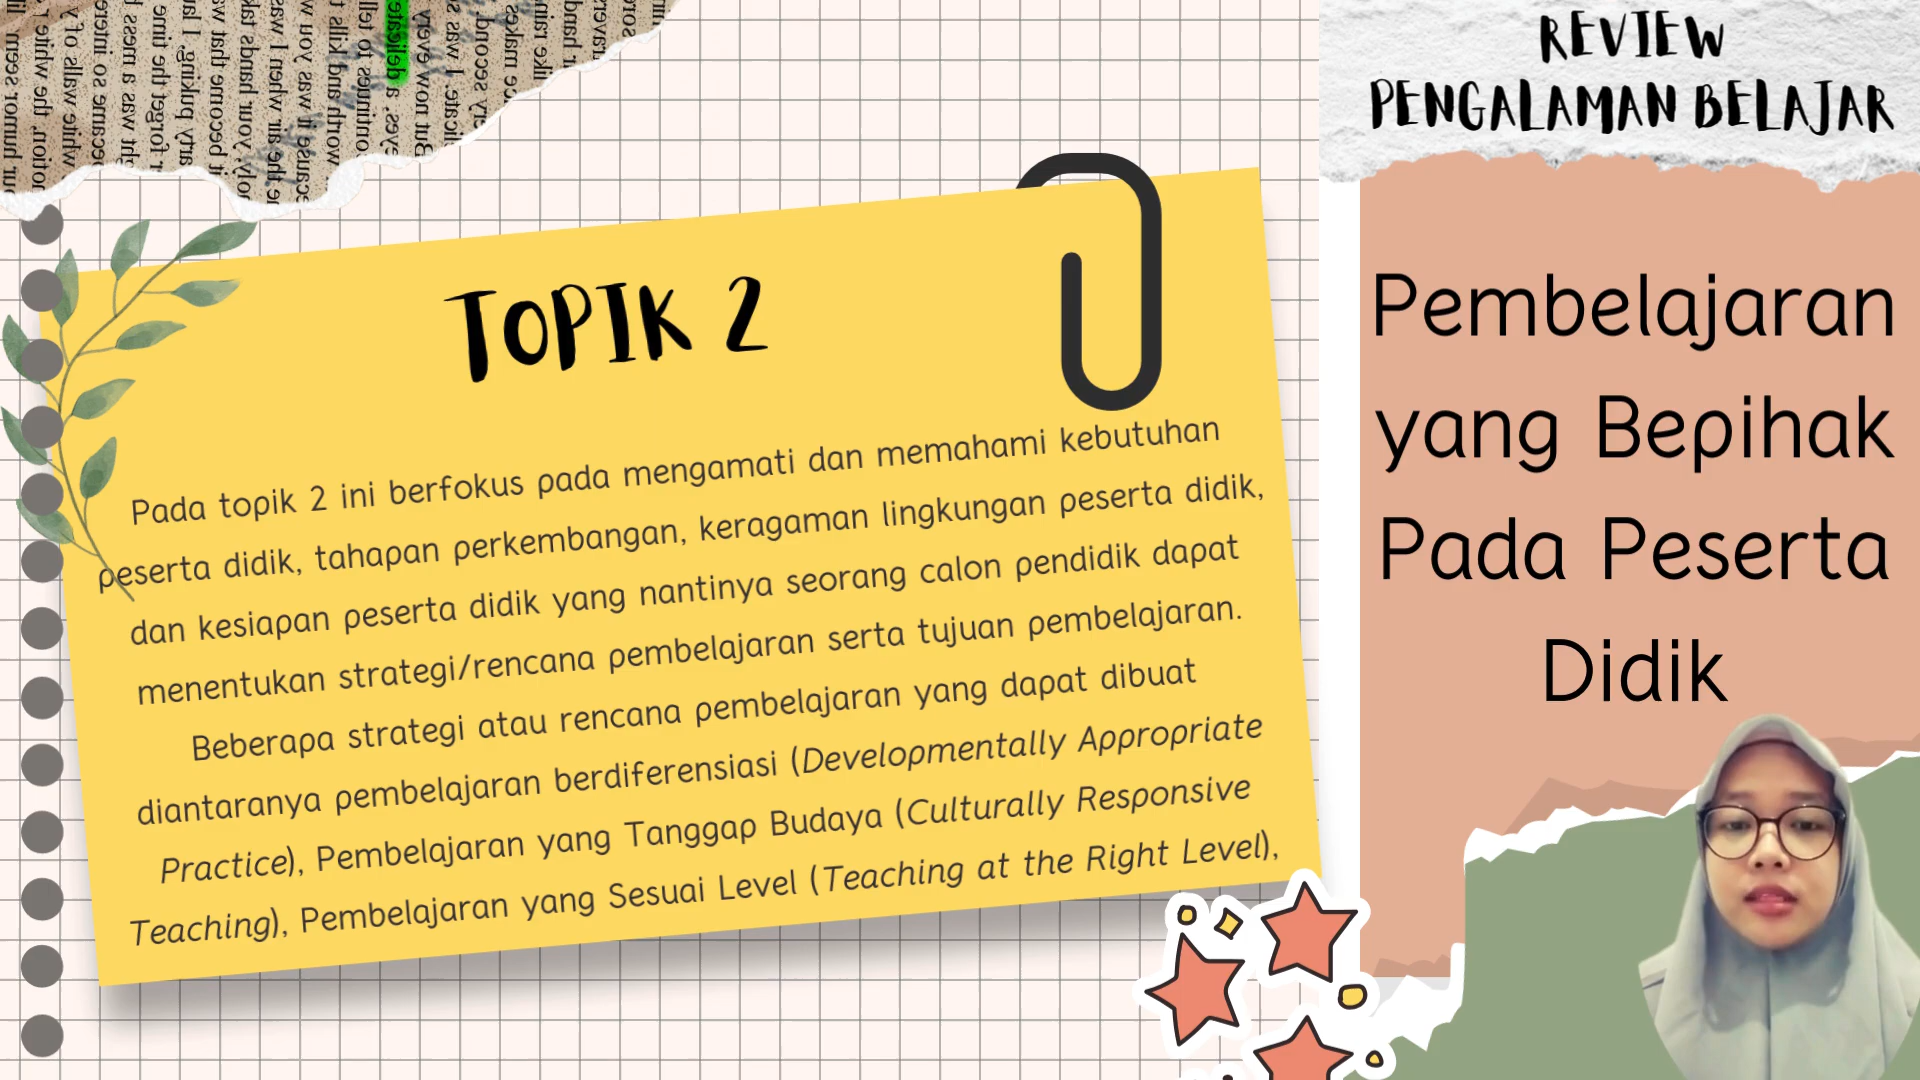 REVIEW
PENGALAMAN BELAJAR
TOPIK 2
Pada topik 2 ini berfokus pada mengamati dan memahami kebutuhan
peserta didik, tahapan perkembangan, keragaman lingkungan peserta didik,
dan kesiapan peserta didik yang nantinya seorang calon pendidik dapat
menentukan strategi/rencana pembelajaran serta tujuan pembelajaran.
Beberapa strategi atau rencana pembelajaran yang dapat dibuat
diantaranya pembelajaran berdiferensiasi (Developmentally Appropriate
Practice), Pembelajaran yang Tanggap Budaya (Culturally Responsive
Teaching), Pembelajaran yang Sesuai Level (Teaching at the Right Level),
Pembelajaran
yang Bepihak
Pada Peserta
Didik